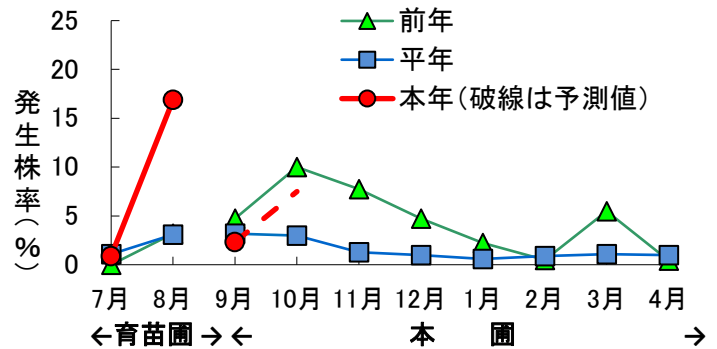 25
20
15
10
5
0
発生株率(%)
前年
平年
本年(破線は予測値)
7月 8月 9月 10月 11月 12月 1月 2月 3月 4月
←育苗圃→←本圃→